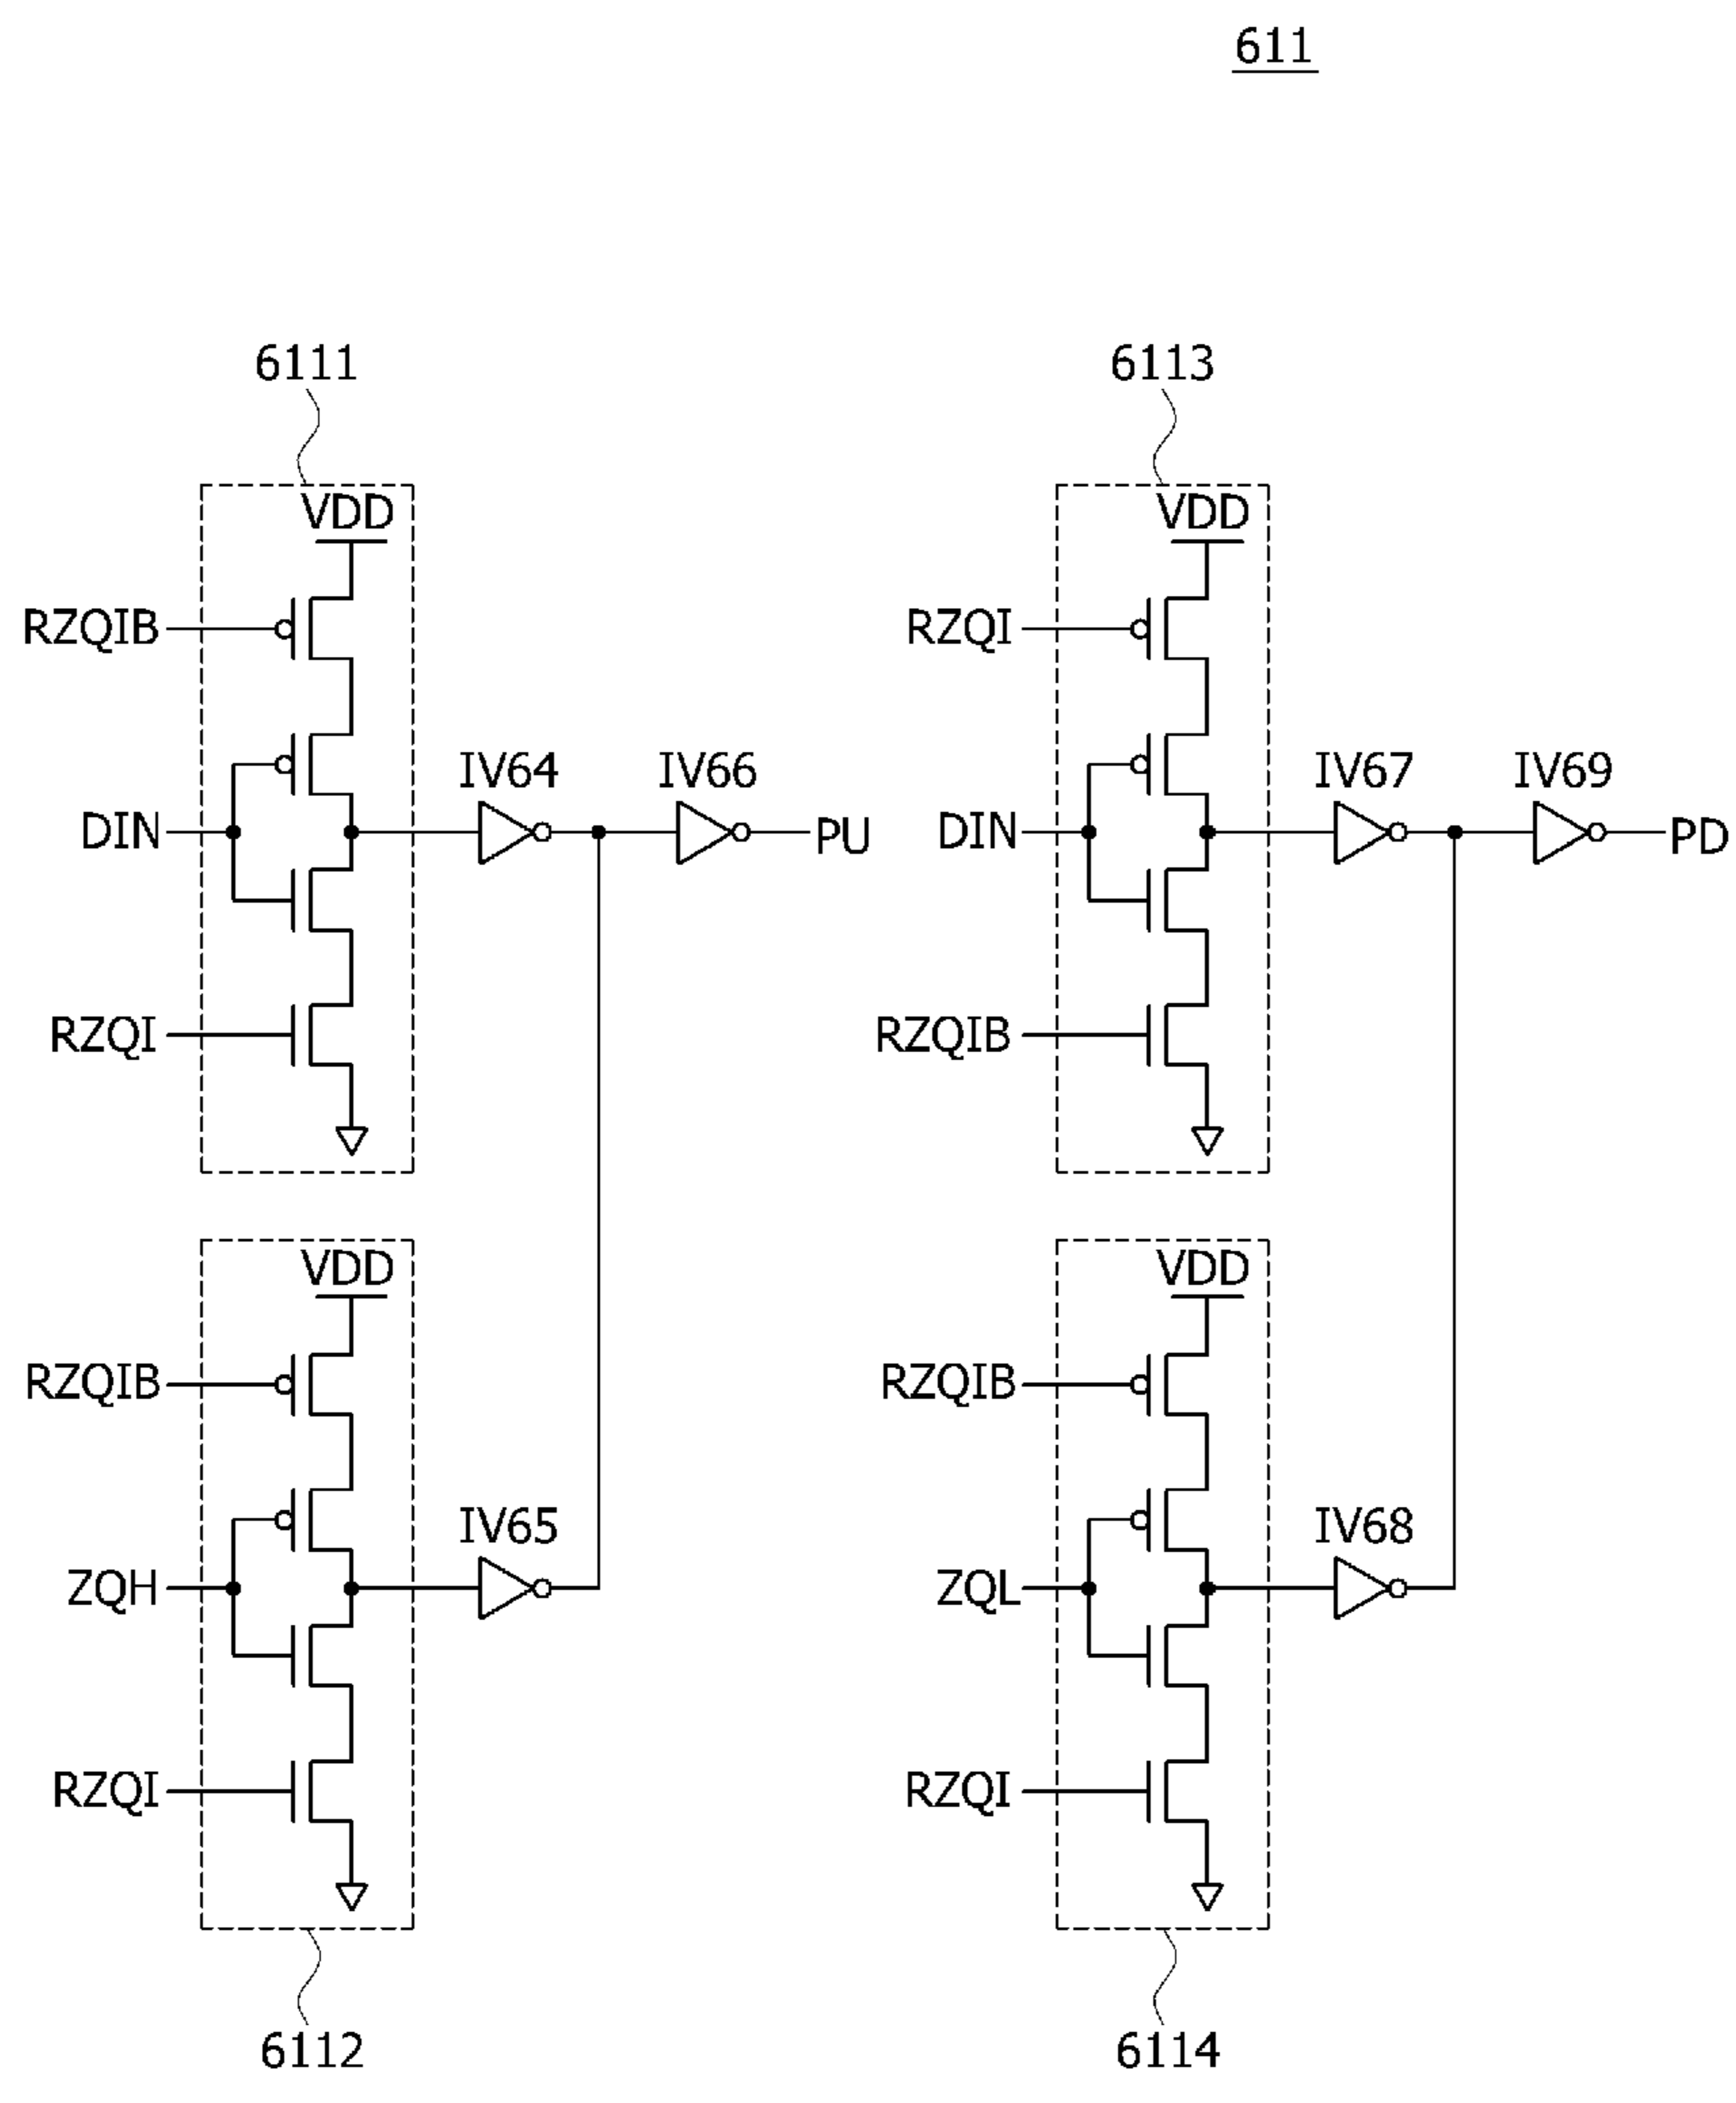 611
6111 6113
VDD VDD
RZQIB RZQI
IV64 IV66 IV67 IV69
DIN PU DIN PD
RZQI RZQIB
VDD VDD
RZQIB RZQIB
IV65 IV68
ZQH ZQL
RZQI RZQI
6112 6114